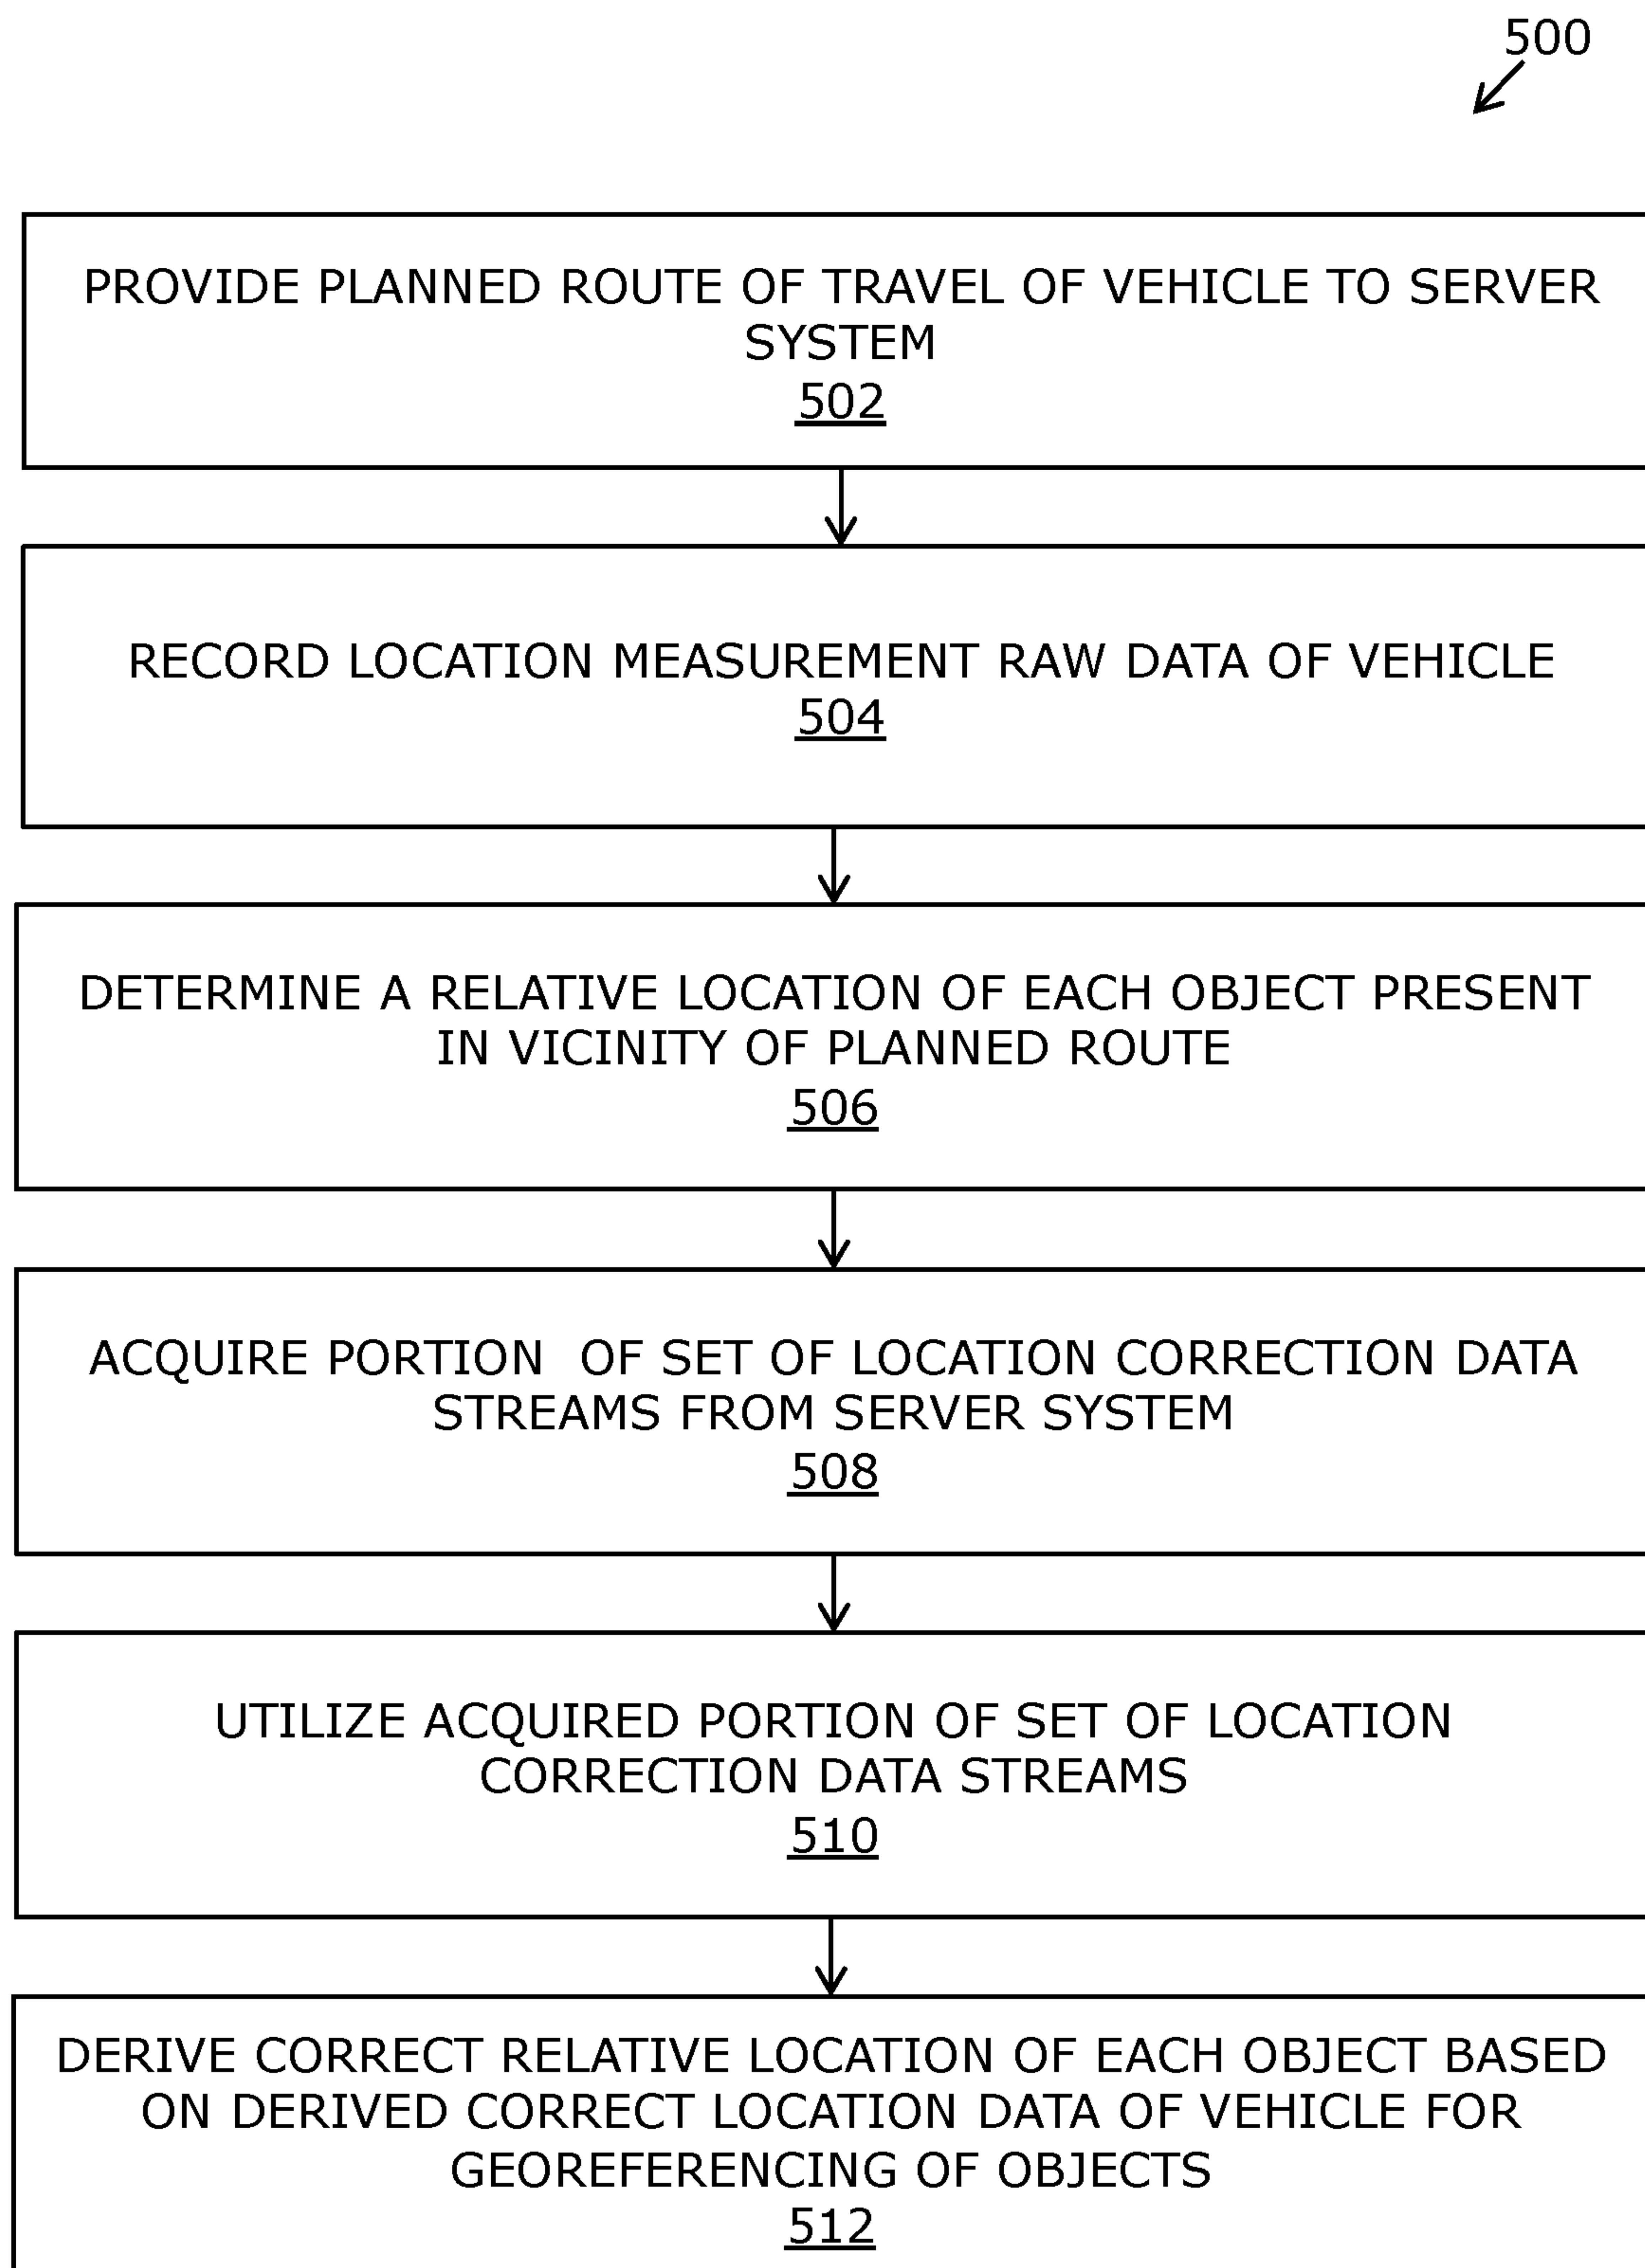 500
PROVIDE PLANNED ROUTE OF TRAVEL OF VEHICLE TO SERVER
SYSTEM
502
RECORD LOCATION MEASUREMENT RAW DATA OF VEHICLE
504
DETERMINE A RELATIVE LOCATION OF EACH OBJECT PRESENT
IN VICINITY OF PLANNED ROUTE
506
ACQUIRE PORTION OF SET OF LOCATION CORRECTION DATA
STREAMS FROM SERVER SYSTEM
508
UTILIZE ACQUIRED PORTION OF SET OF LOCATION
CORRECTION DATA STREAMS
510
DERIVE CORRECT RELATIVE LOCATION OF EACH OBJECT BASED
ON DERIVED CORRECT LOCATION DATA OF VEHICLE FOR
GEOREFERENCING OF OBJECTS
512